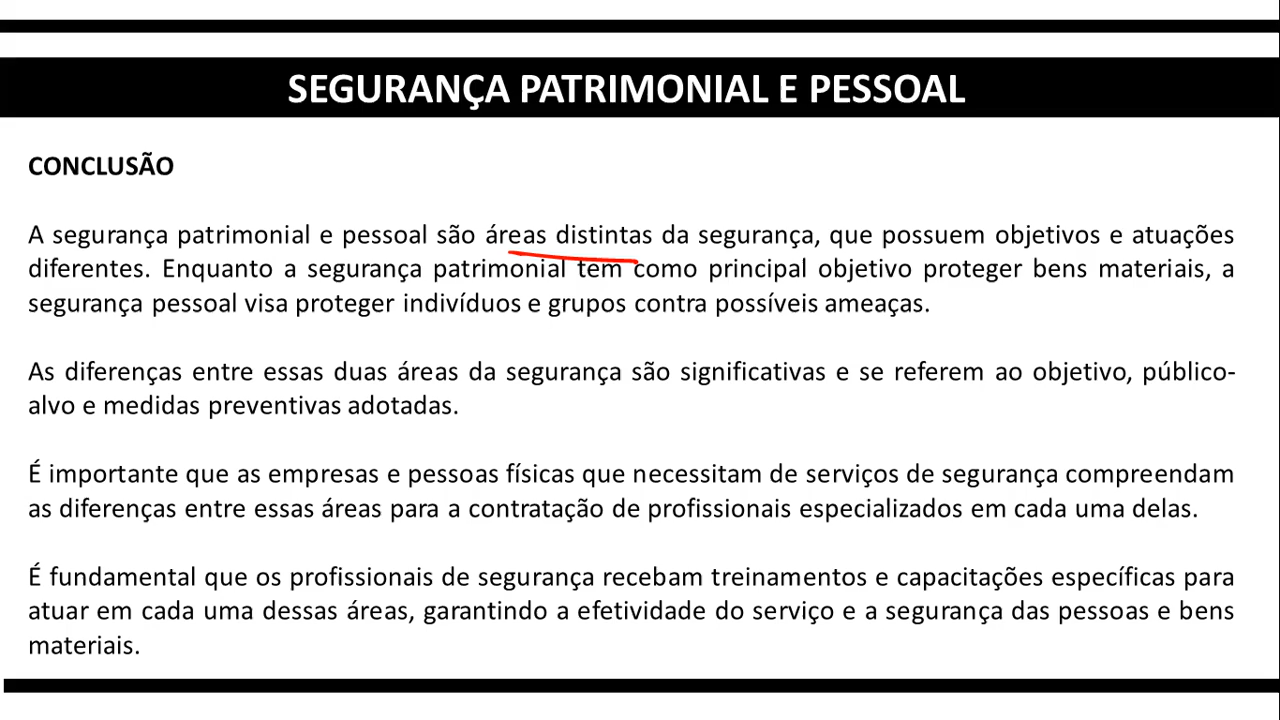 SEGURANÇA PATRIMONIAL E PESSOAL
CONCLUSÃO
A segurança patrimonial e pessoal são áreas distintas da segurança, que possuem objetivos e atuações
diferentes. Enquanto a segurança patrimonial tem como principal objetivo proteger bens materiais, a
segurança pessoal visa proteger indivíduos e grupos contra possíveis ameaças.
As diferenças entre essas duas áreas da segurança são significativas e se referem ao objetivo, público-
alvo e medidas preventivas adotadas.
É importante que as empresas e pessoas físicas que necessitam de serviços de segurança compreendam
as diferenças entre essas áreas para a contratação de profissionais especializados em cada uma delas.
É fundamental que os profissionais de segurança recebam treinamentos e capacitações específicas para
atuar em cada uma dessas áreas, garantindo a efetividade do serviço e a segurança das pessoas e bens
materiais.